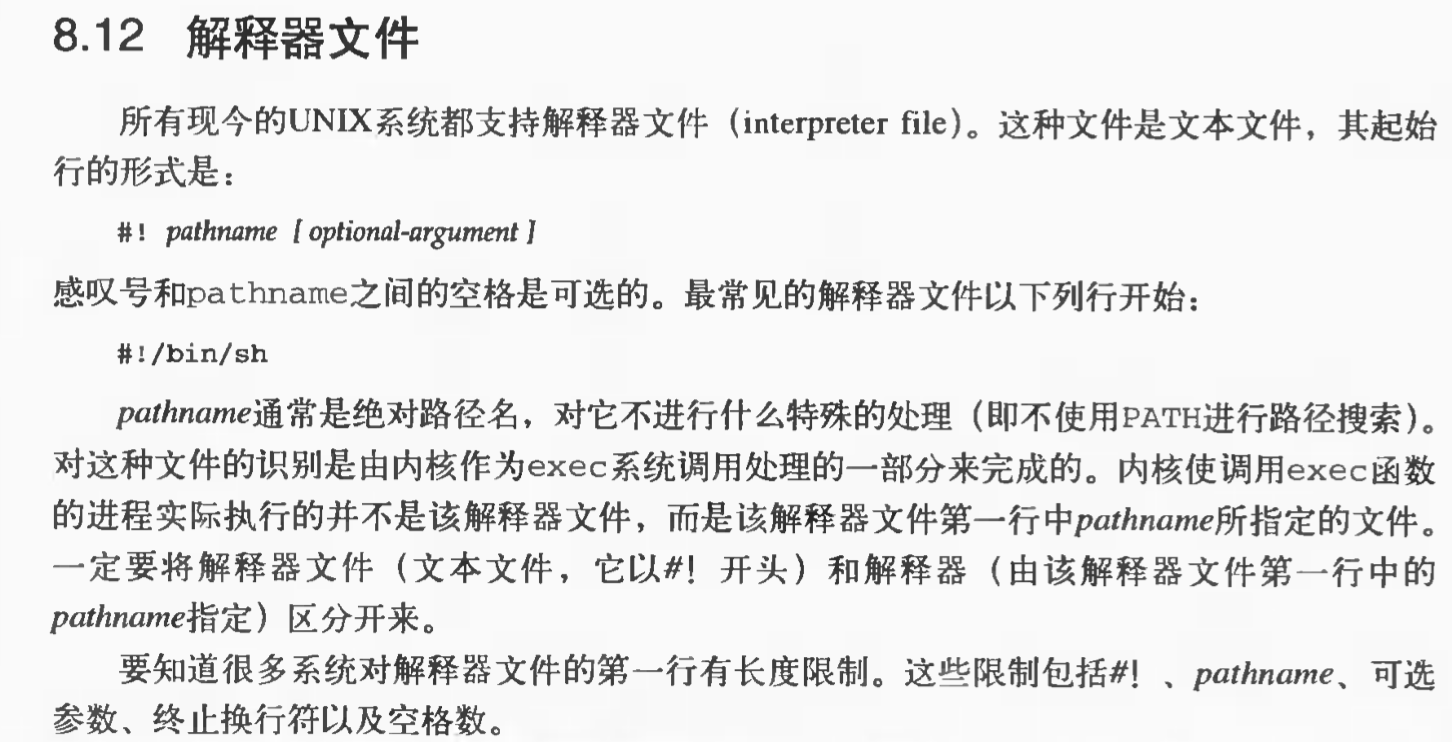 8.12 解释器文件
所有现今的UNIX系统都支持解释器文件（interpreter file）。这种文件是文本文件，其起始
行的形式是：
#! pathname [ optional-argument ]
感叹号和pathname之间的空格是可选的。最常见的解释器文件以下列行开始：
#!/bin/sh
pathname通常是绝对路径名，对它不进行什么特殊的处理（即不使用PATH进行路径搜索）。
对这种文件的识别是由内核作为exec系统调用处理的一部分来完成的。内核使调用exec函数
的进程实际执行的并不是该解释器文件，而是该解释器文件第一行中pathname所指定的文件。
一定要将解释器文件（文本文件，它以#! 开头）和解释器（由该解释器文件第一行中的
pathname指定）区分开来。
要知道很多系统对解释器文件的第一行有长度限制。这些限制包括#! 、pathname、可选
参数、终止换行符以及空格数。